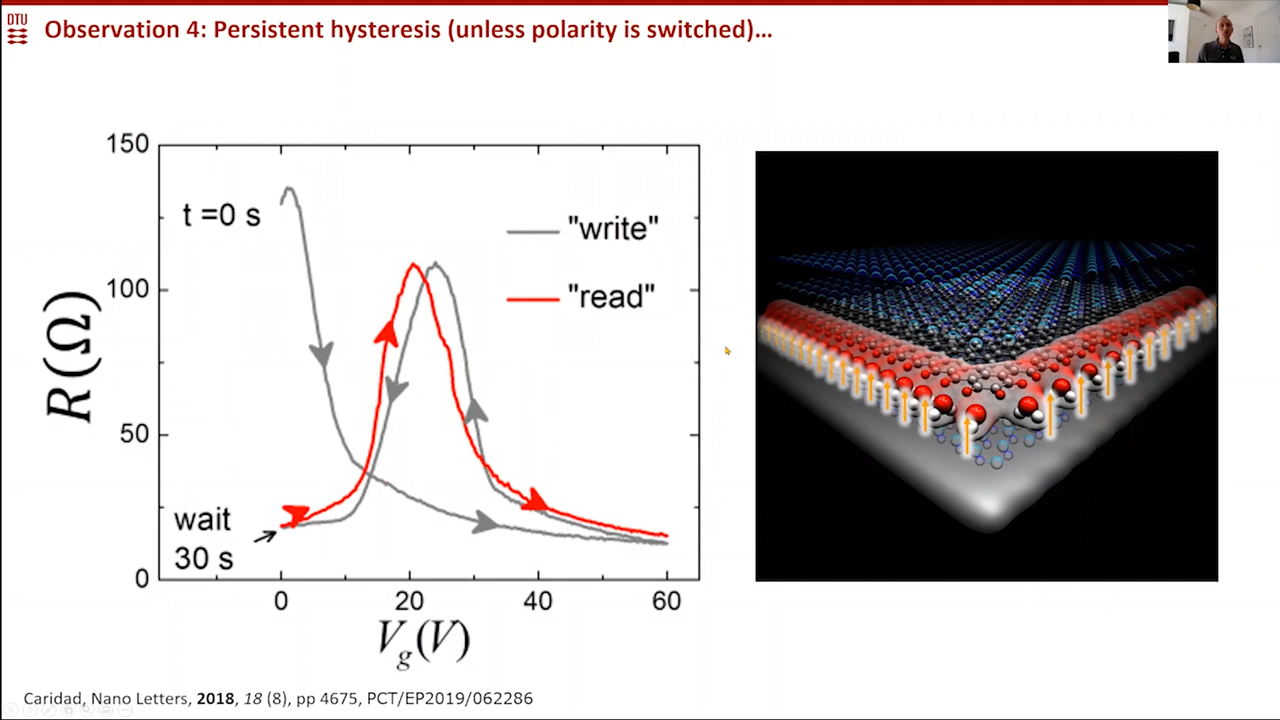 DTU
Observation 4: Persistent hysteresis (unless polarity is switched)…
150
100
50
0
R(Ω)
t =0 s
"write"
"read"
wait
30 s
0 20 40 60
Vg(V)
Caridad, Nano Letters, 2018, 18 (8), pp 4675, PCT/EP2019/062286